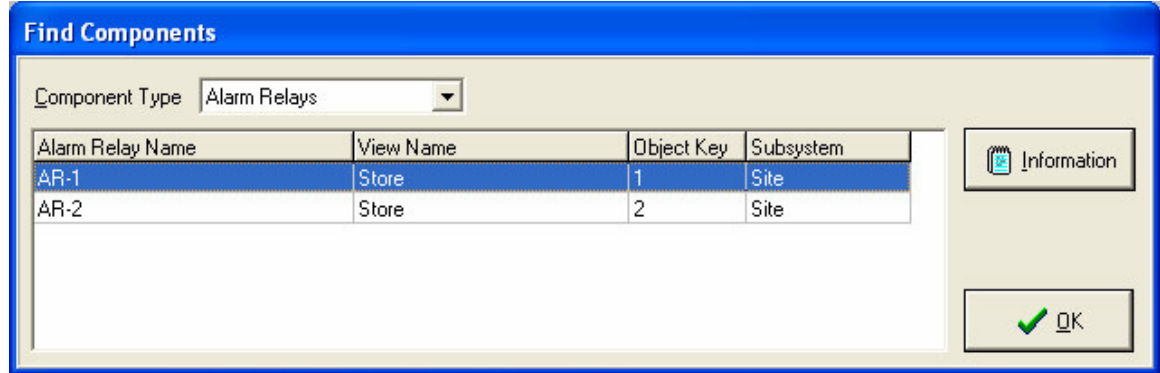 Find Components
Component Type Alarm Relays
Alarm Relay Name View Name Object Key Subsystem
AR-1 Store 1 Site
AR-2 Store 2 Site
Information
OK